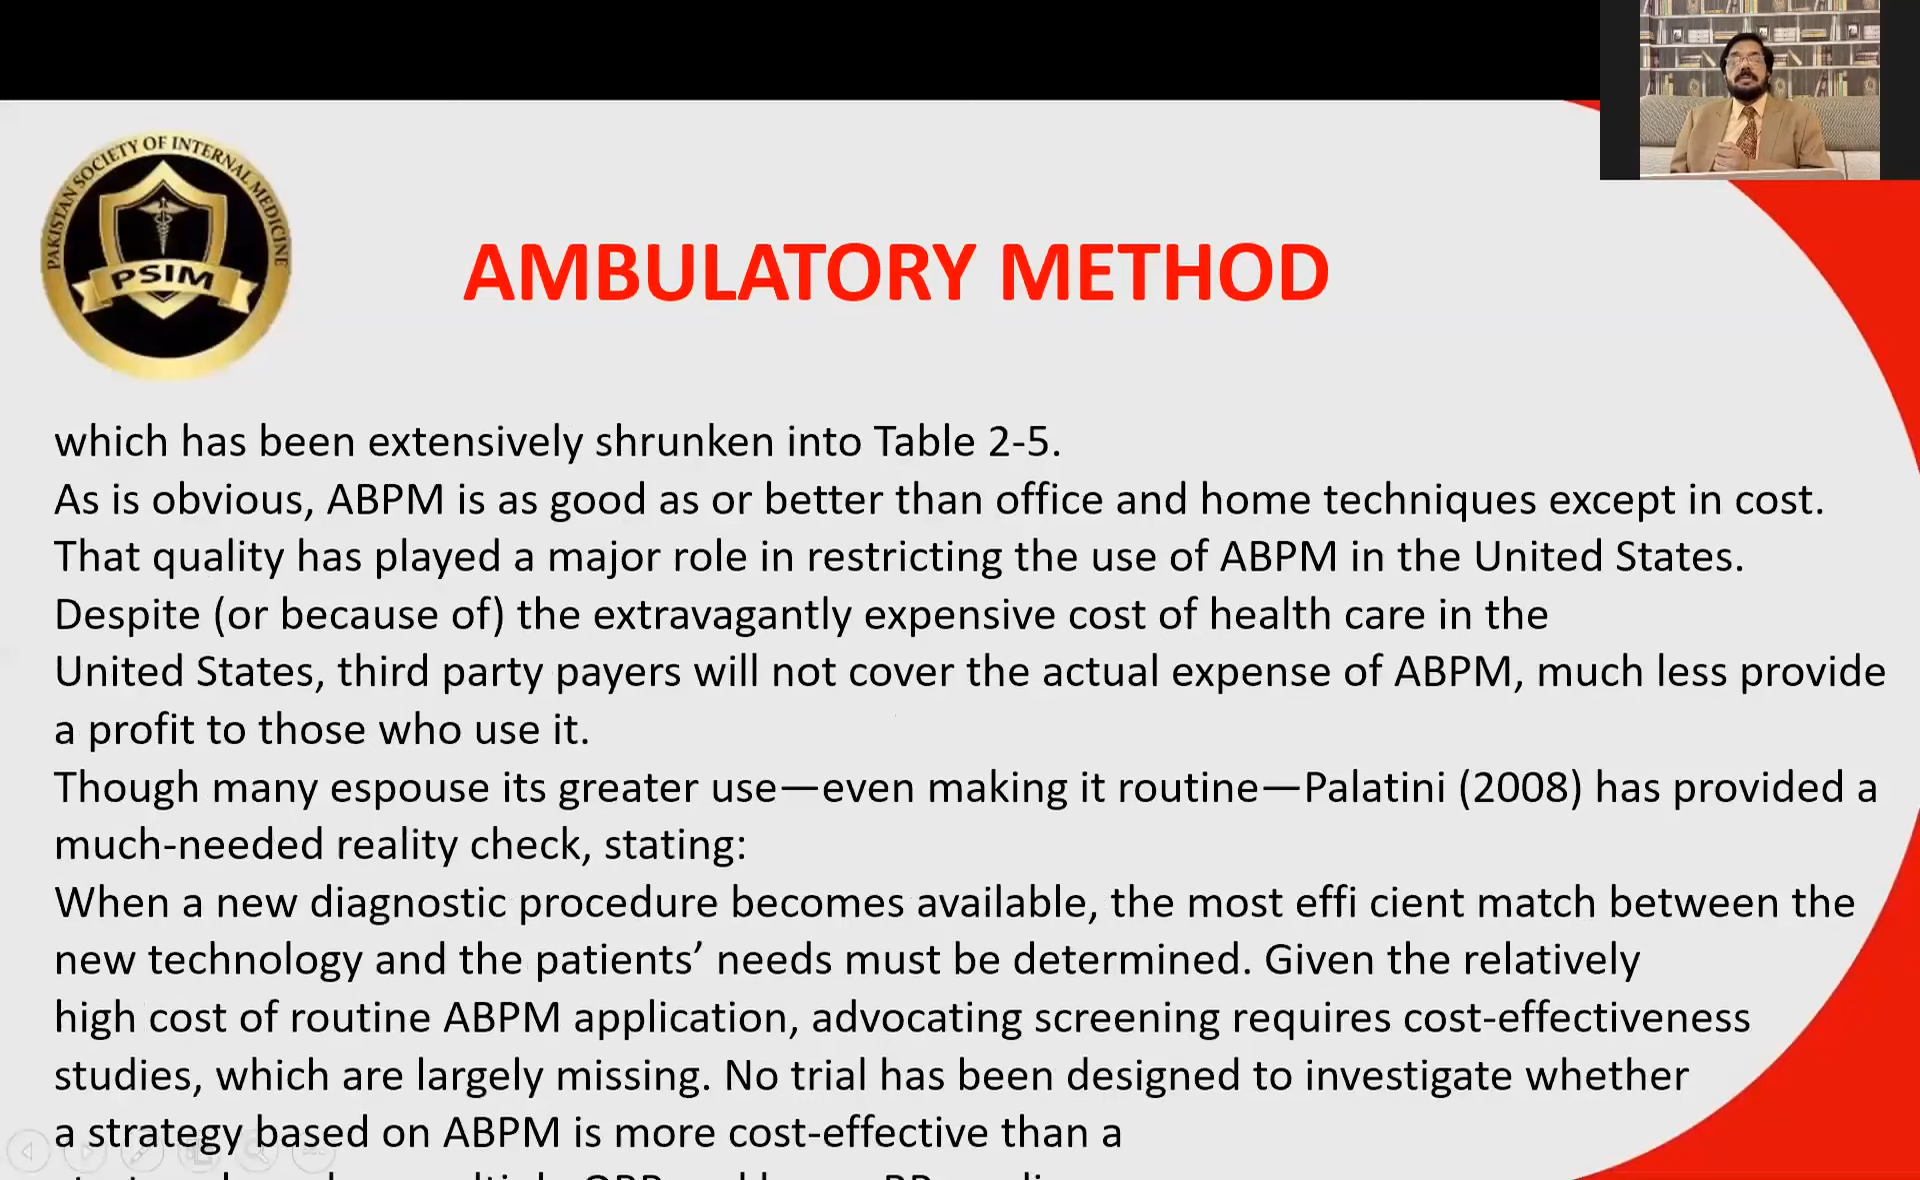 PAKISTAN SOCIETY OF INTERNAL MEDICINE
PSIM
AMBULATORY METHOD
which has been extensively shrunken into Table 2-5.
As is obvious, ABPM is as good as or better than office and home techniques except in cost.
That quality has played a major role in restricting the use of ABPM in the United States.
Despite (or because of) the extravagantly expensive cost of health care in the
United States, third party payers will not cover the actual expense of ABPM, much less provide
a profit to those who use it.
Though many espouse its greater use—even making it routine—Palatini (2008) has provided a
much-needed reality check, stating:
When a new diagnostic procedure becomes available, the most effi cient match between the
new technology and the patients’ needs must be determined. Given the relatively
high cost of routine ABPM application, advocating screening requires cost-effectiveness
studies, which are largely missing. No trial has been designed to investigate whether
a strategy based on ABPM is more cost-effective than a